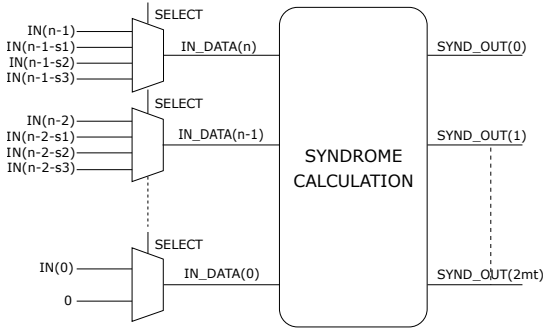 SELECT
IN(n-1)
IN(n-1-s1)
IN(n-1-s2)
IN(n-1-s3)
IN_DATA(n)
SYND_OUT(0)
SELECT
IN(n-2)
IN(n-2-s1)
IN(n-2-s2)
IN(n-2-s3)
IN_DATA(n-1)
SYND_OUT(1)
SYNDROME
CALCULATION
SELECT
IN(0)
0
IN_DATA(0)
SYND_OUT(2mt)